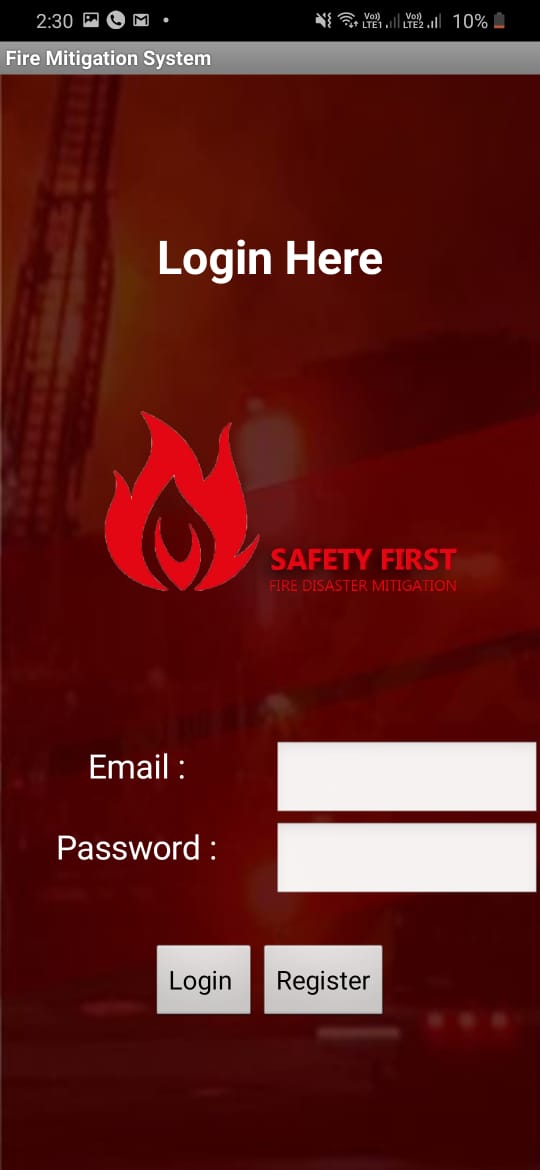 2:30 Vo) LTE1 Vo) LTE2 10%
Fire Mitigation System
Login Here
SAFETY FIRST
FIRE DISASTER MITIGATION
Email :
Password :
Login Register